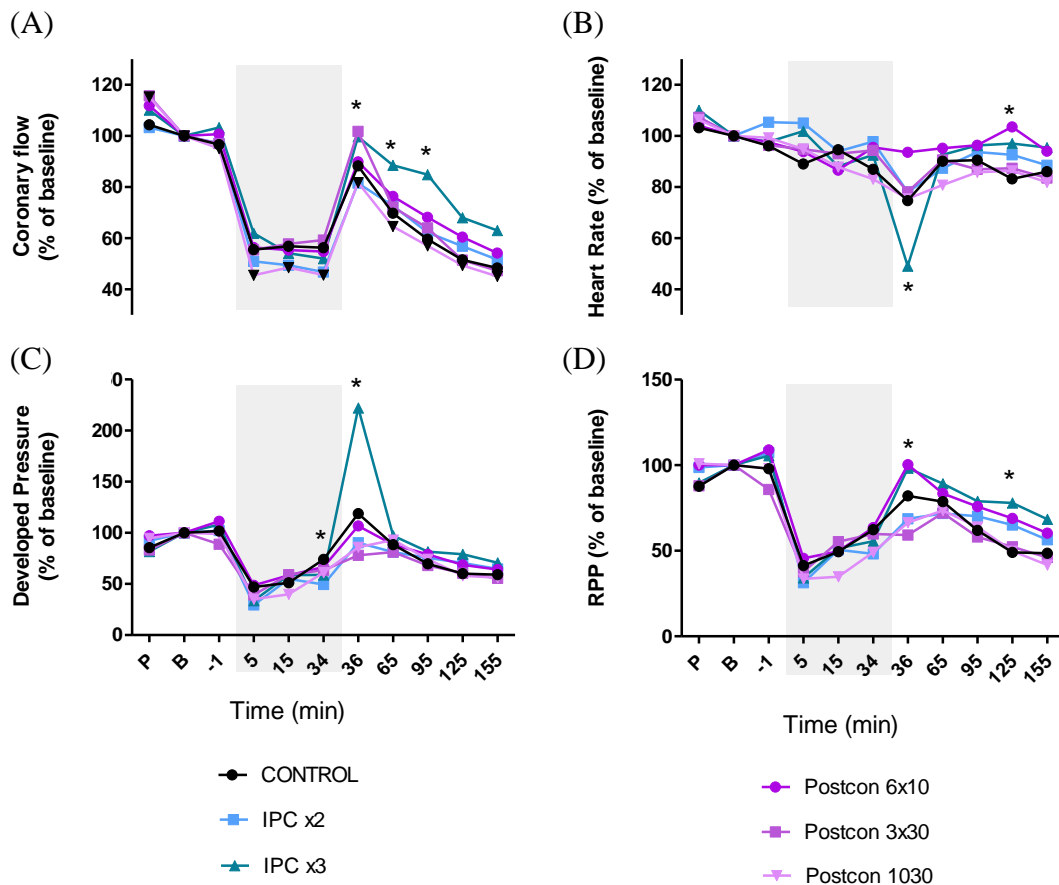 (A)
Coronary flow
(% of baseline)
120
100
80
60
40
*
*
*
(B)
Heart Rate (% of baseline)
120
100
80
60
40
*
*
(C)
Developed Pressure
(% of baseline)
0
200
150
100
50
0
*
*
P B -1 5 15 34 36 65 95 125 155
Time (min)
(D)
RPP (% of baseline)
150
100
50
0
*
*
P B -1 5 15 34 36 65 95 125 155
Time (min)
CONTROL
IPC x2
IPC x3
Postcon 6x10
Postcon 3x30
Postcon 1030